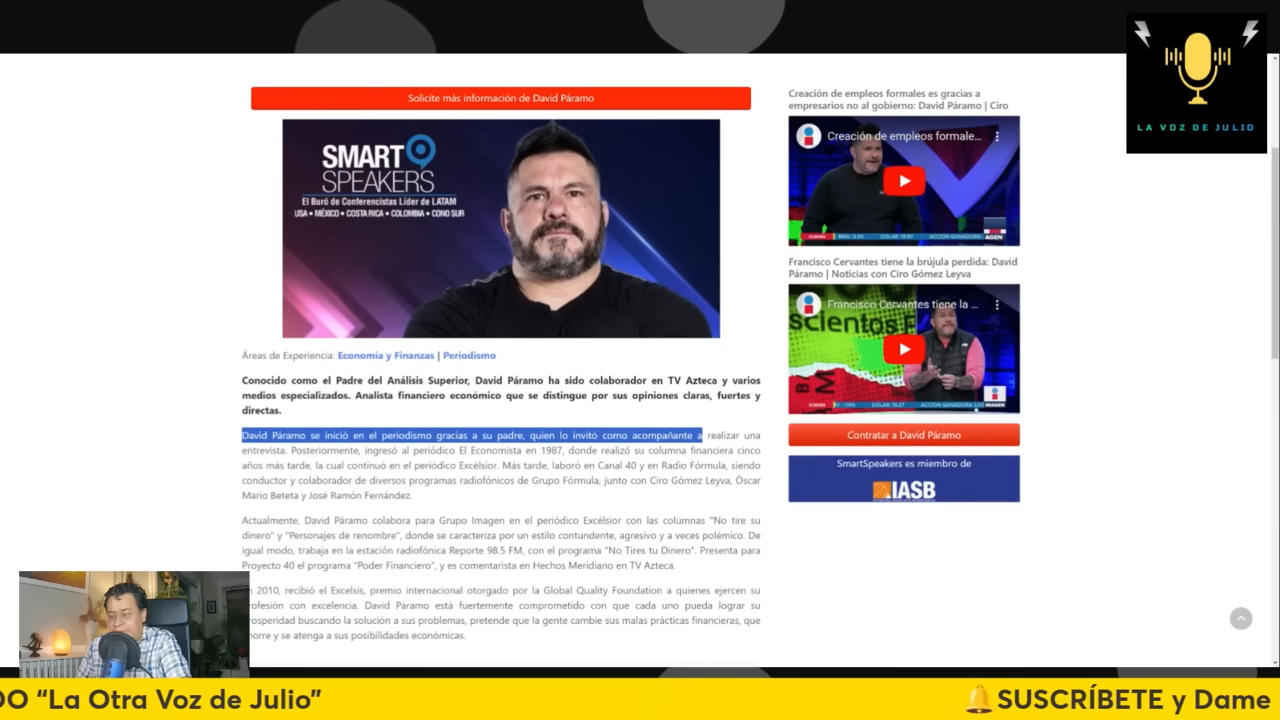 Solicite más información de David Páramo
SMART
SPEAKERS
El Buró de Conferencistas Líder de LATAM
USA • MÉXICO • COSTA RICA • COLOMBIA • CONO SUR
Áreas de Experiencia: Economía y Finanzas | Periodismo
Conocido como el Padre del Análisis Superior, David Páramo ha sido colaborador en TV Azteca y varios
medios especializados. Analista financiero económico que se distingue por sus opiniones claras, fuertes y
directas.
David Páramo se inició en el periodismo gracias a su padre, quien lo invitó como acompañante a realizar una
entrevista. Posteriormente, ingresó al periódico El Economista en 1987, donde realizó su columna financiera cinco
años más tarde, la cual continuó en el periódico Excélsior. Más tarde, laboró en Canal 40 y en Radio Fórmula, siendo
conductor y colaborador de diversos programas radiofónicos de Grupo Fórmula, junto con Ciro Gómez Leyva, Óscar
Mario Beteta y José Ramón Fernández.
Actualmente, David Páramo colabora para Grupo Imagen en el periódico Excélsior con las columnas "No tire su
dinero" y "Personajes de renombre", donde se caracteriza por un estilo contundente, agresivo y a veces polémico. De
igual modo, trabaja en la estación radiofónica Reporte 98.5 FM, con el programa "No Tires tu Dinero". Presenta para
Proyecto 40 el programa "Poder Financiero", y es comentarista en Hechos Meridiano en TV Azteca.
n 2010, recibió el Excelsis, premio internacional otorgado por la Global Quality Foundation a quienes ejercen su
rofesión con excelencia. David Páramo está fuertemente comprometido con que cada uno pueda lograr su
rosperidad buscando la solución a sus problemas, pretende que la gente cambie sus malas prácticas financieras, que
horre y se atenga a sus posibilidades económicas.
Creación de empleos formales es gracias a
empresarios no al gobierno: David Páramo | Ciro
Creación de empleos formale...
BMV: 0.3% DÓLAR: ACCIÓN GANADORA
AGEN
Francisco Cervantes tiene la brújula perdida: David
Páramo | Noticias con Ciro Gómez Leyva
Francisco Cervantes tiene la ...
scientos
DÓLAR: ACCIÓN GANADORA
IMAGEN
Contratar a David Páramo
SmartSpeakers es miembro de
IASB
LA VOZ DE JULIO
DO “La Otra Voz de Julio”
SUSCRÍBETE y Dame